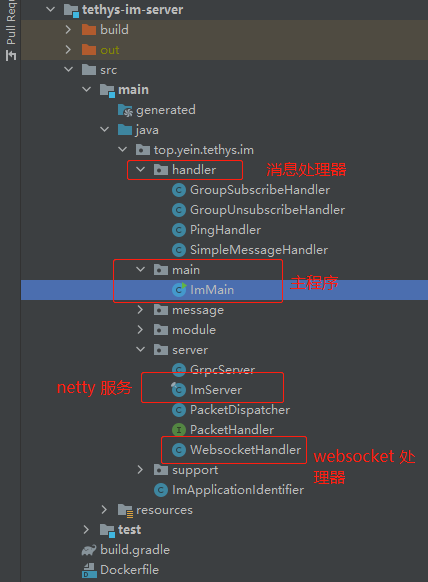 Pull Requ
tethys-im-server
build
out
src
main
generated
java
top.yein.tethys.im
handler
消息处理器
GroupSubscribeHandler
GroupUnsubscribeHandler
PingHandler
SimpleMessageHandler
main
ImMain
主程序
message
module
server
GrpcServer
netty 服务
ImServer
PacketDispatcher
PacketHandler
WebsocketHandler
websocket 处
理器
support
ImApplicationIdentifier
resources
test
build.gradle
Dockerfile